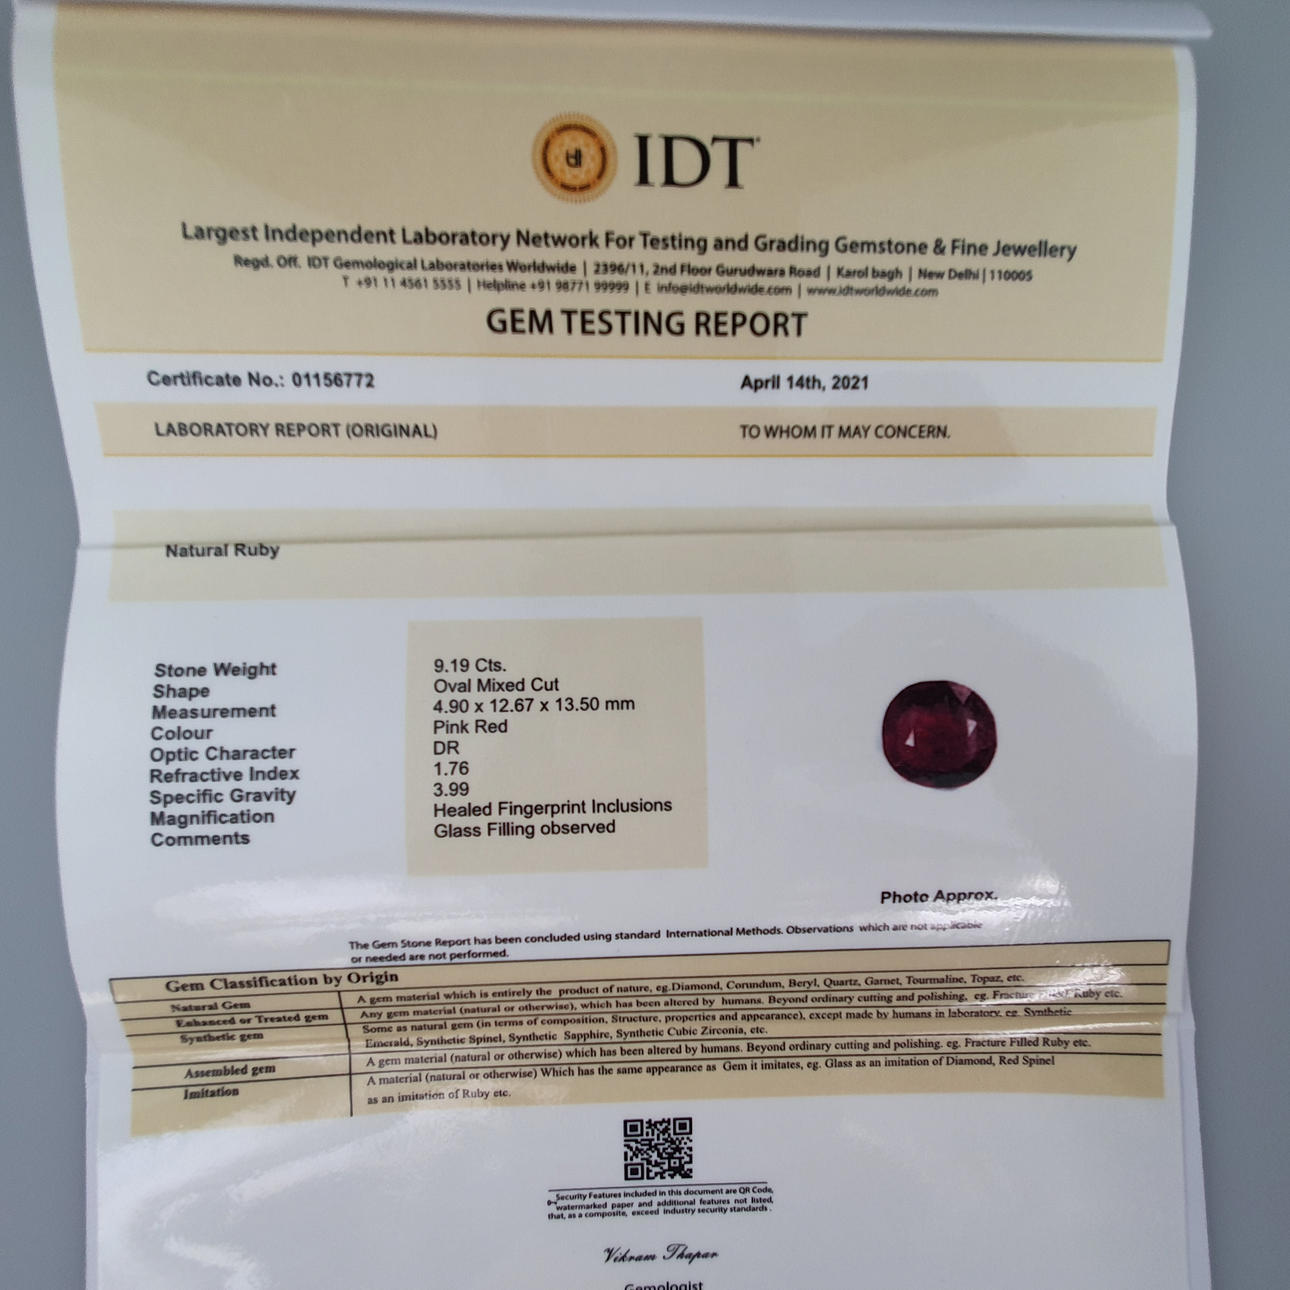 IDT
Largest Independent Laboratory Network For Testing and Grading Gemstone & Fine Jewellery
Regd. Off. IDT Gemological Laboratories Worldwide | 2396/11, 2nd Floor Gurudwara Road | Karol bagh | New Delhi | 110005
T +91 11 4561 5555 | Helpline +91 98771 99999 | E info@idtworldwide.com | www.idtworldwide.com
GEM TESTING REPORT
Certificate No.: 01156772 April 14th, 2021
LABORATORY REPORT (ORIGINAL) TO WHOM IT MAY CONCERN.
Natural Ruby
Stone Weight 9.19 Cts.
Shape Oval Mixed Cut
Measurement 4.90 x 12.67 x 13.50 mm
Colour Pink Red
Optic Character DR
Refractive Index 1.76
Specific Gravity 3.99
Magnification Healed Fingerprint Inclusions
Comments Glass Filling observed
Photo Approx.
The Gem Stone Report has been concluded using standard International Methods. Observations which are not applicable
or needed are not performed.
Gem Classification by Origin
Natural Gem A gem material which is entirely the product of nature, eg.Diamond, Corundum, Beryl, Quartz, Garnet, Tourmaline, Topaz, etc.
Enhanced or Treated gem Any gem material (natural or otherwise), which has been altered by humans. Beyond ordinary cutting and polishing, eg. Fracture Ruby etc.
Synthetic gem Some as natural gem (in terms of composition, Structure, properties and appearance), except made by humans in laboratory. eg. Synthetic
Emerald, Synthetic Spinel, Synthetic Sapphire, Synthetic Cubic Zirconia, etc.
Assembled gem A gem material (natural or otherwise) which has been altered by humans. Beyond ordinary cutting and polishing. eg. Fracture Filled Ruby etc.
Imitation A material (natural or otherwise) Which has the same appearance as Gem it imitates, eg. Glass as an imitation of Diamond, Red Spinel
as an imitation of Ruby etc.
Security Features included in this document are QR Code,
watermarked paper and additional features not listed,
that, as a composite, exceed industry security standards.
Vikram Thapar
Gemologist